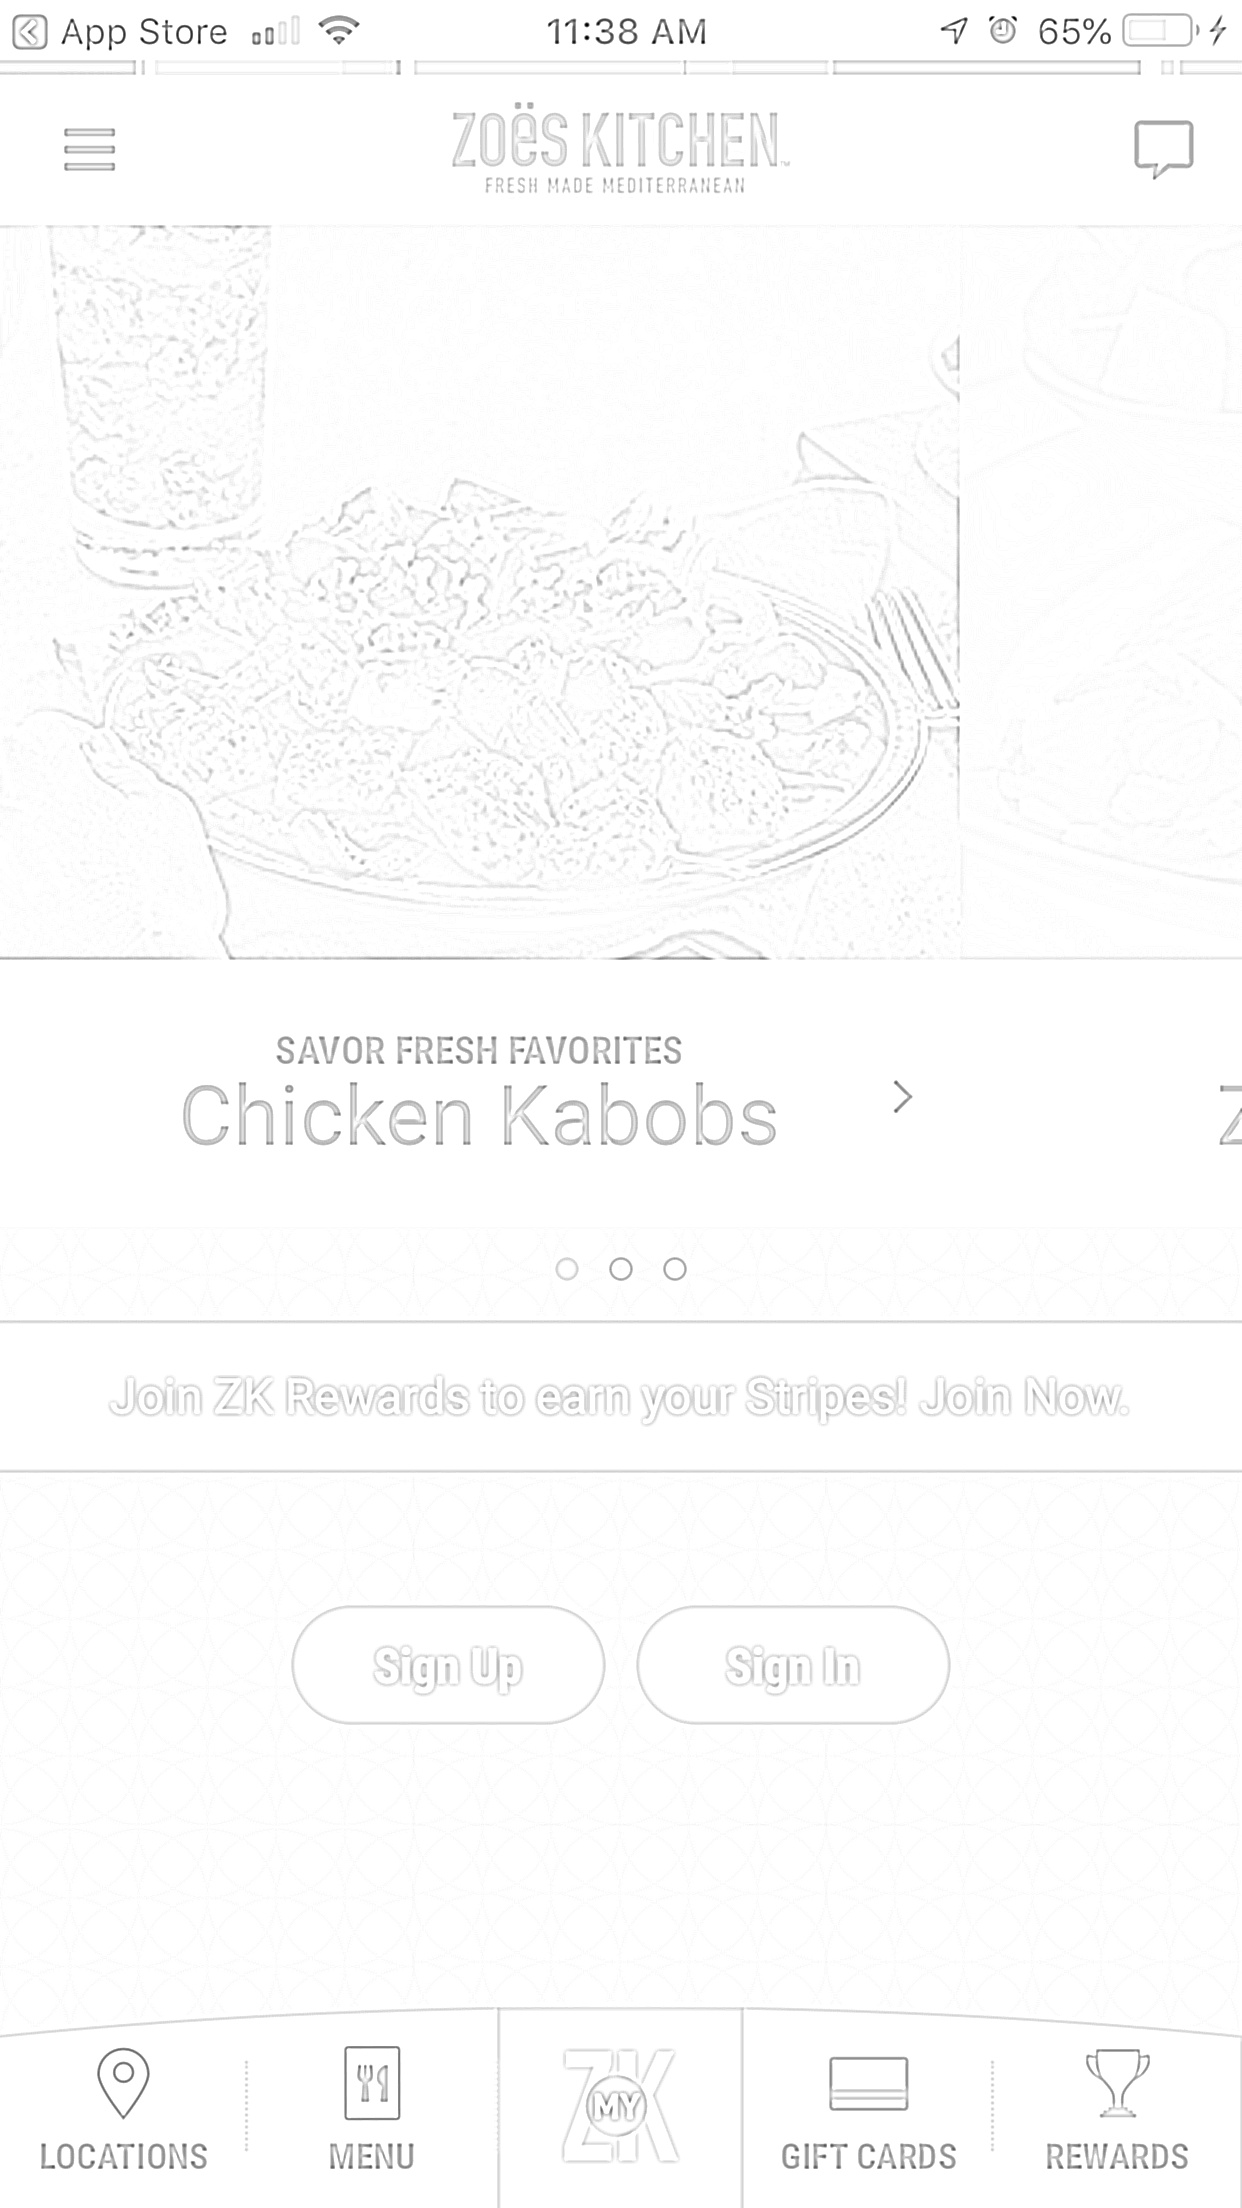 App Store 11:38 AM 65%
ZOËS KITCHEN™
FRESH MADE MEDITERRANEAN
SAVOR FRESH FAVORITES
Chicken Kabobs
Z
Join ZK Rewards to earn your Stripes! Join Now.
Sign Up Sign In
ZK
MY
LOCATIONS MENU GIFT CARDS REWARDS